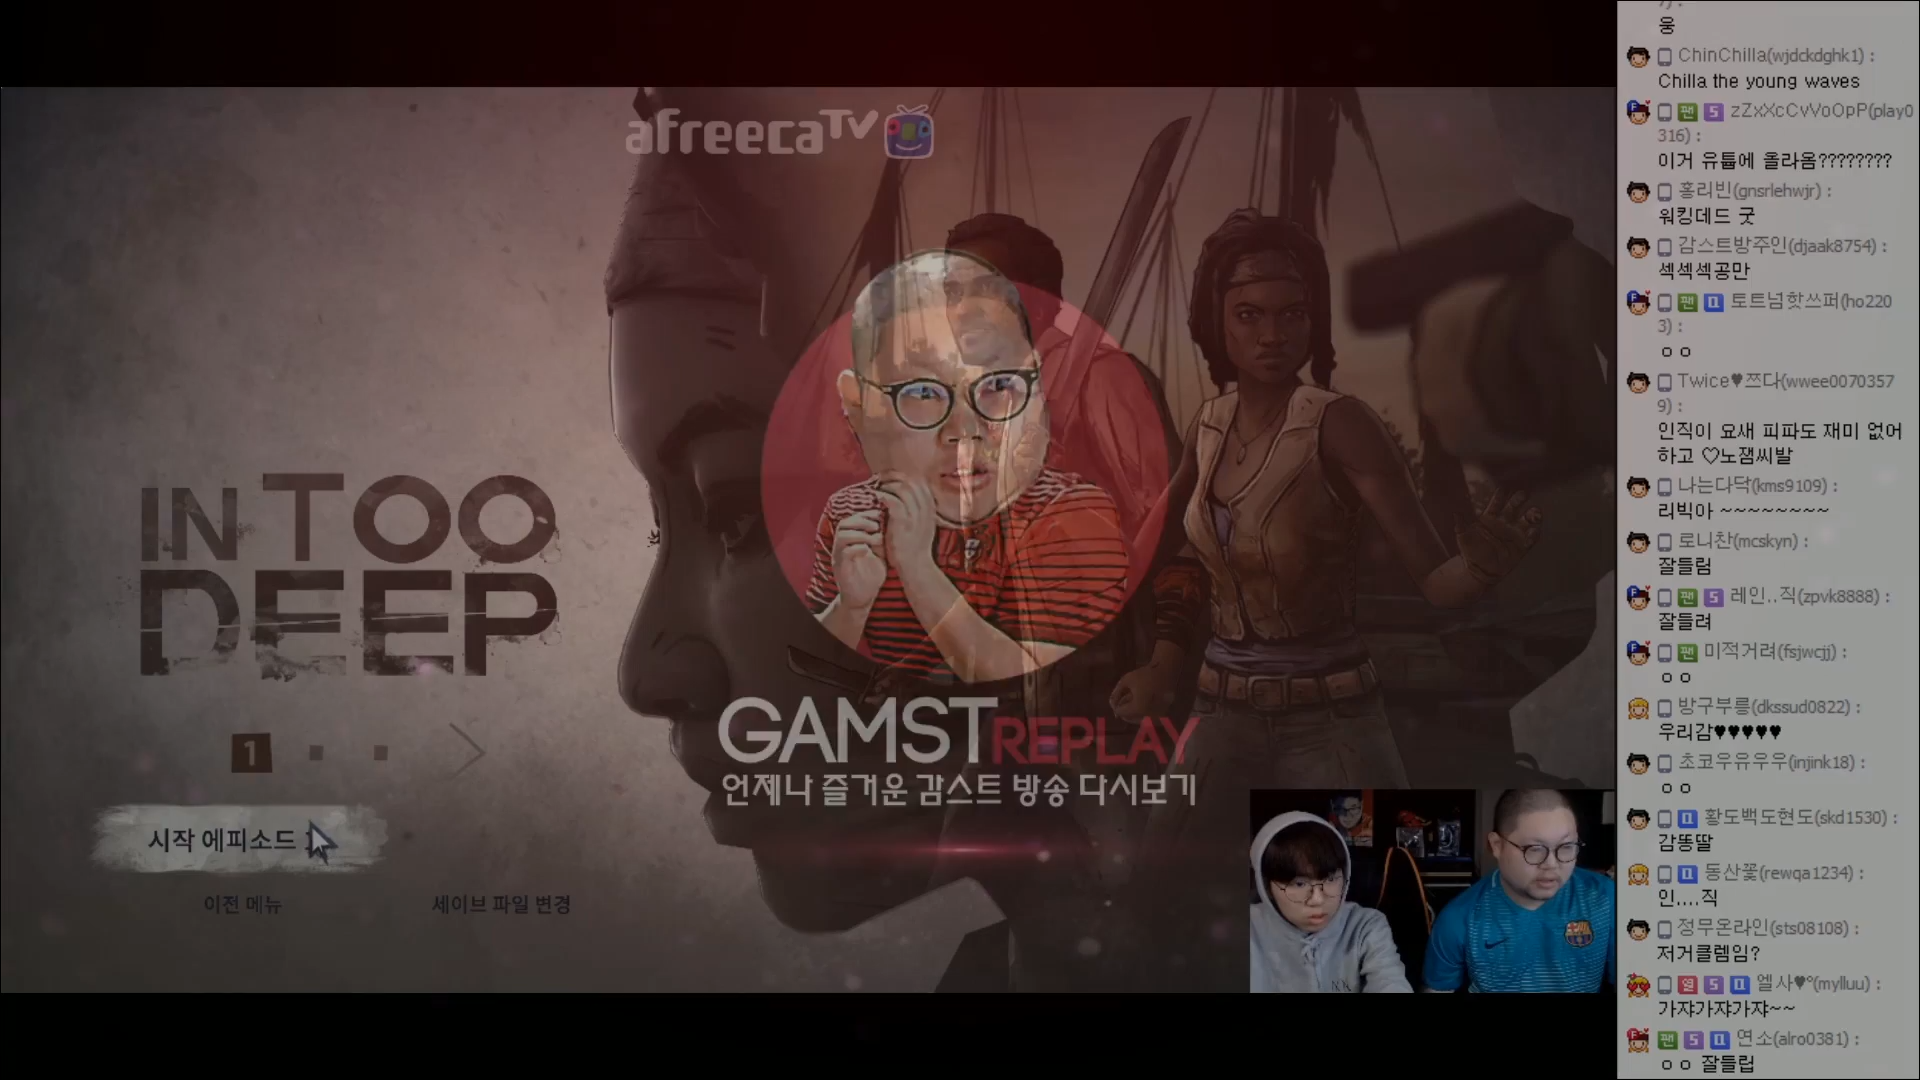 afreecaTV
IN TOO
DEEP
1
시작 에피소드
이전 메뉴
세이브 파일 변경
GAMST REPLAY
언제나 즐거운 감스트 방송 다시보기
웅
ChinChilla(wjdckdghk1) :
Chilla the young waves
팬 S zZxXcCvVoOpP(play0
316) :
이거 유튭에 올라옴????????
홍리빈(gnsrlehwjr) :
워킹데드 굿
감스트방주인(djaak8754) :
섹섹섹공만
팬 Q 토트넘핫쓰퍼(ho220
3) :
ㅇㅇ
Twice♥쯔다(wwee0070357
9) :
인직이 요새 피파도 재미 없어
하고 ♡노잼씨발
나는다닥(kms9109) :
리빅아 ~~~~~~~~
로니찬(mcskyn) :
잘들림
팬 S 레인..직(zpvk8888) :
잘들려
팬 미적거려(fsjwcjj) :
ㅇㅇ
방구부릉(dkssud0822) :
우리감♥♥♥♥♥
초코우유우우(injink18) :
ㅇㅇ
Q 황도백도현도(skd1530) :
감똥딸
Q 동산꽃(rewqa1234) :
인....직
정무온라인(sts08108) :
저거클렘임?
열 S Q 엘사♥°(mylluu) :
가쟈가쟈가쟈~~
팬 S Q 연소(alro0381) :
ㅇㅇ 잘들립